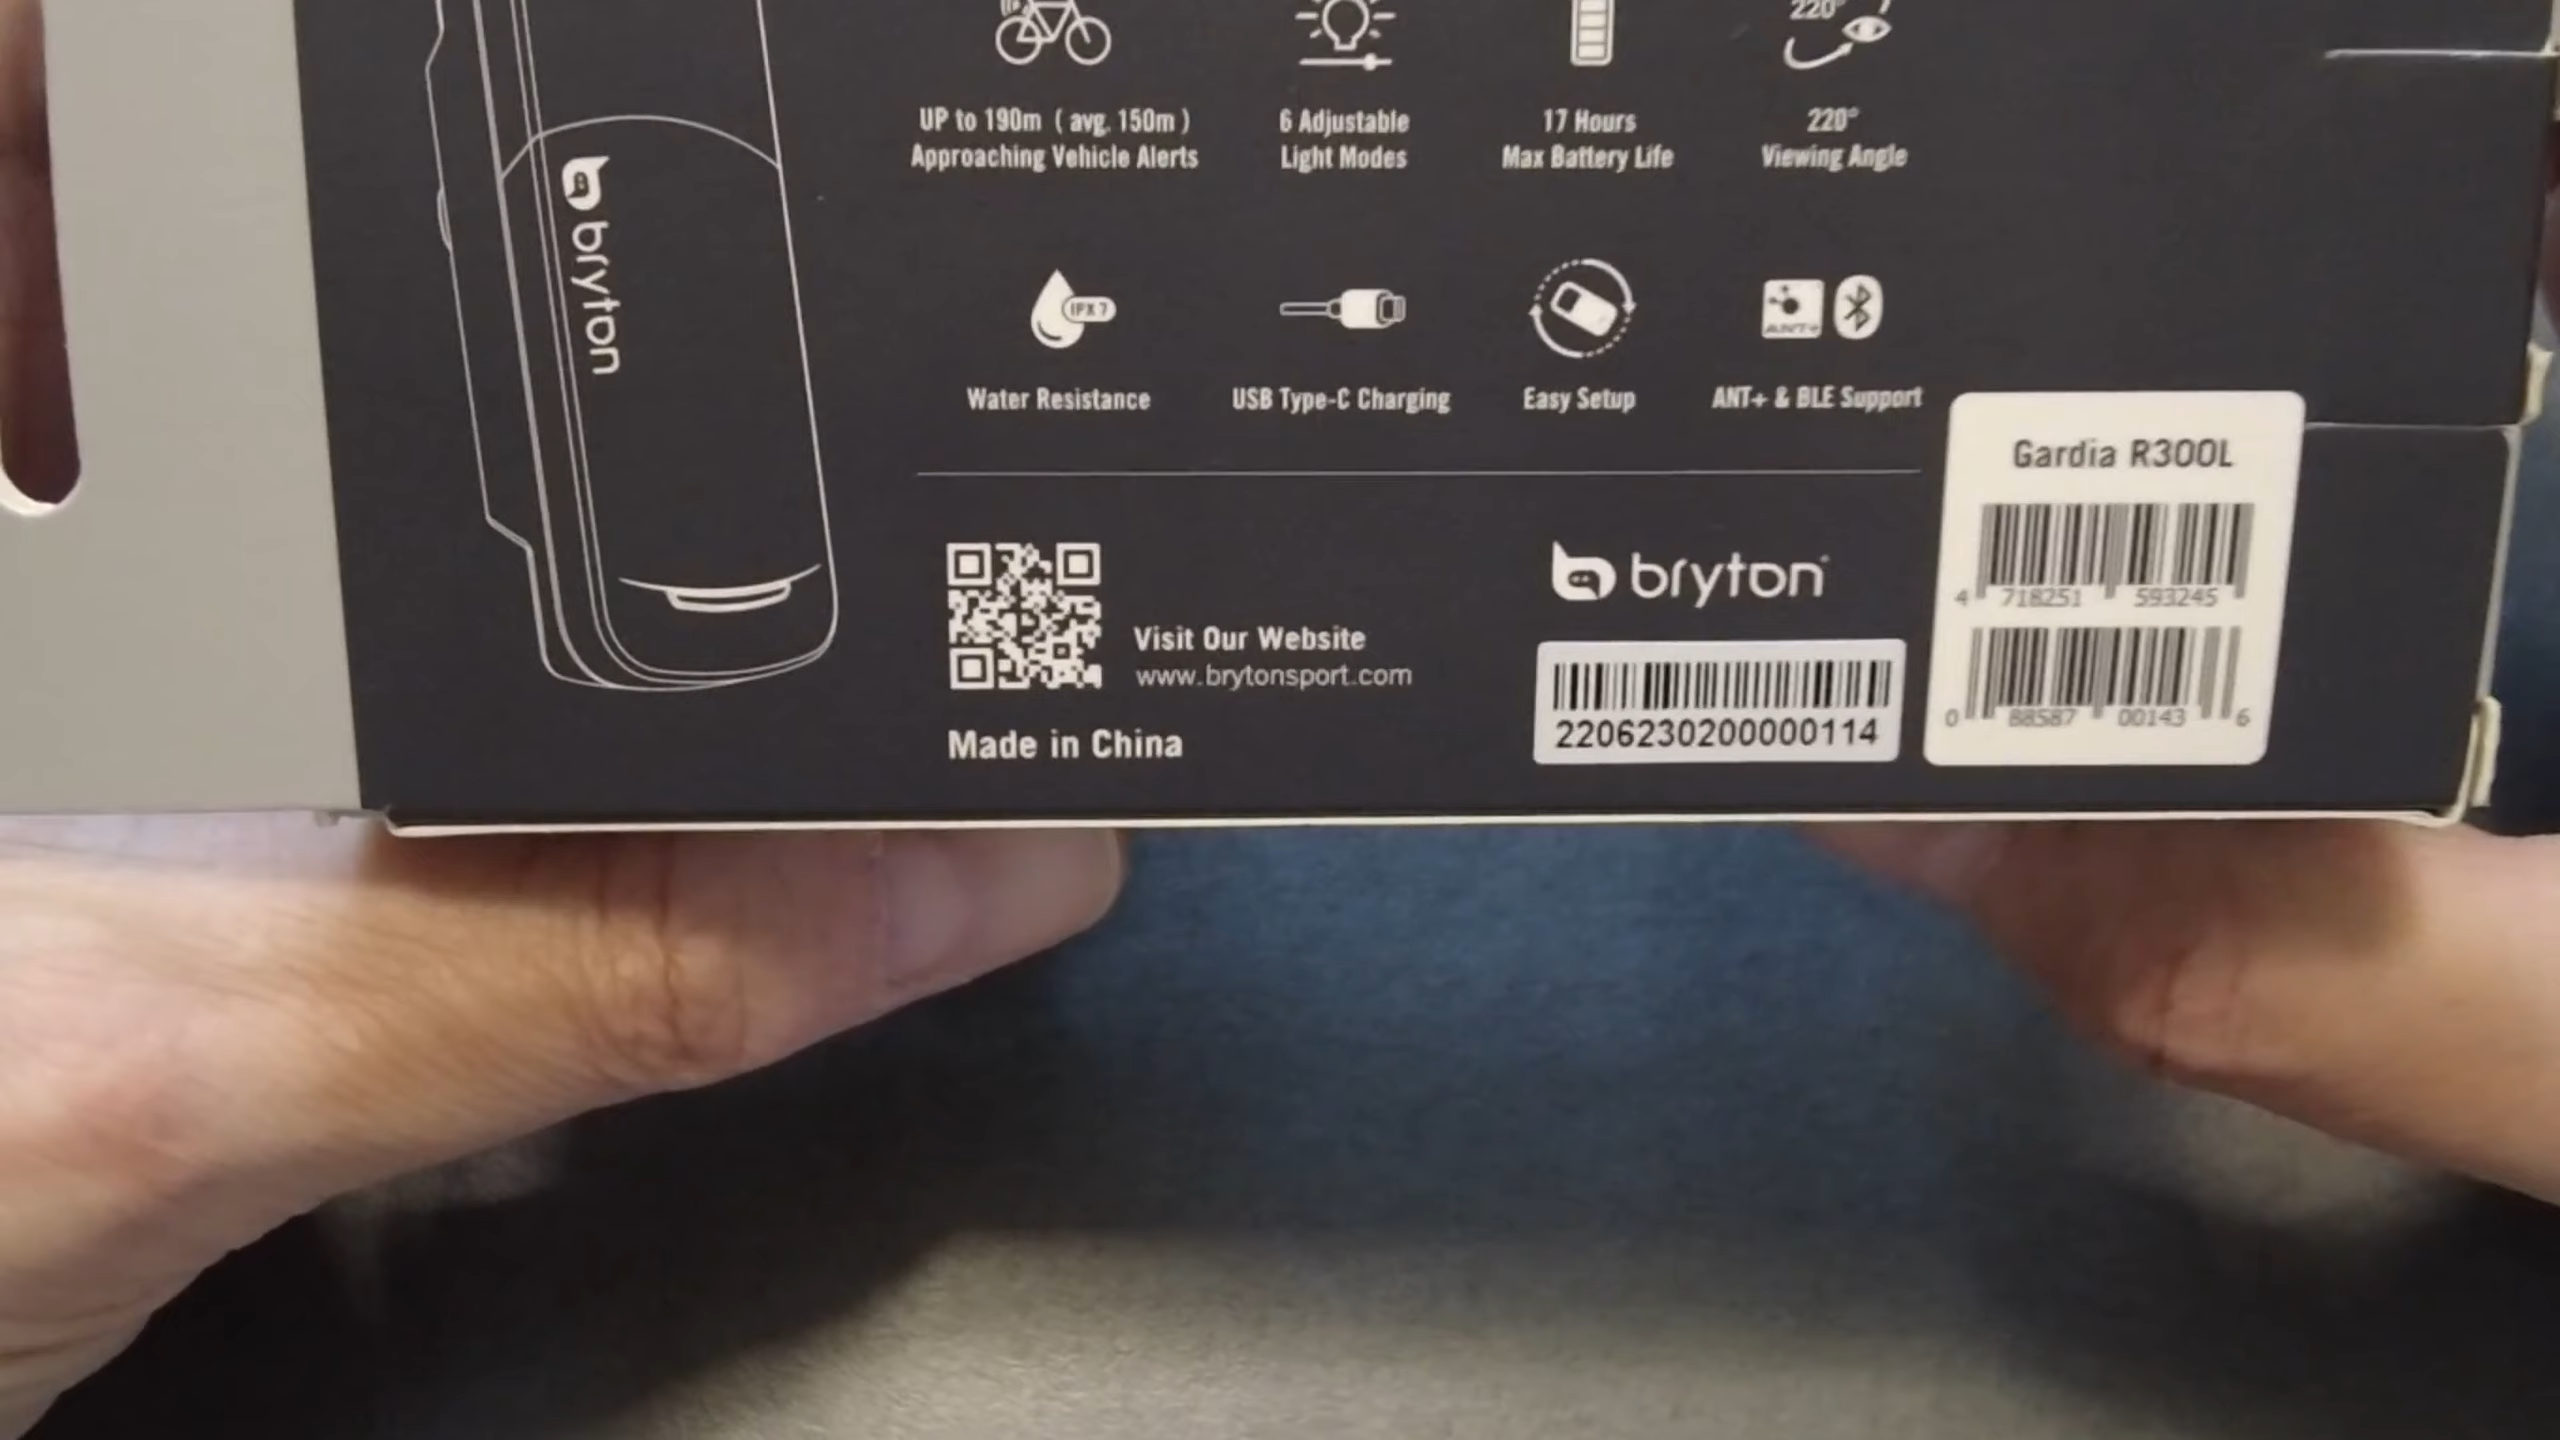 220°
UP to 190m ( avg. 150m )
Approaching Vehicle Alerts
6 Adjustable
Light Modes
17 Hours
Max Battery Life
220°
Viewing Angle
bryton
IPX7
ANT+
Water Resistance
USB Type-C Charging
Easy Setup
ANT+ & BLE Support
Gardia R300L
4 718251 593245
0 88587 00143 6
bryton
Visit Our Website
www.brytonsport.com
2206230200000114
Made in China